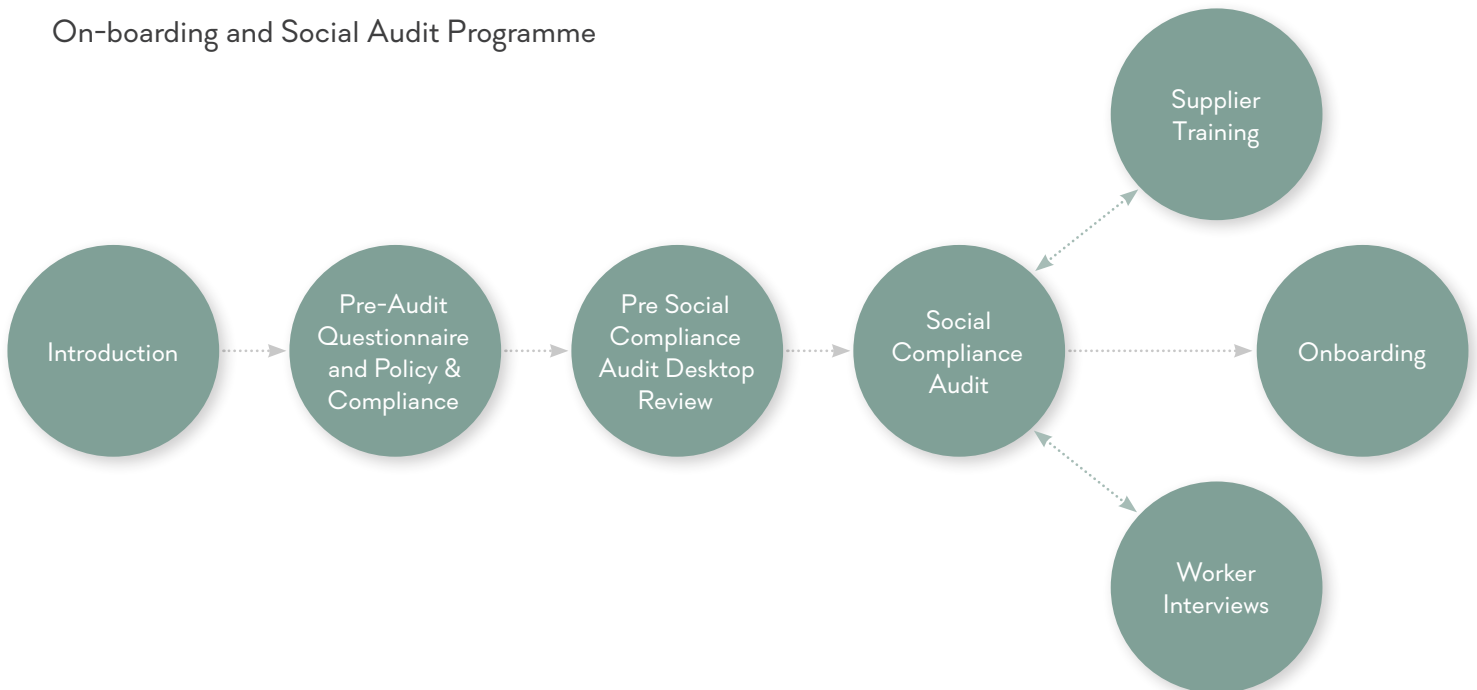 On-boarding and Social Audit Programme
Introduction
Pre-Audit
Questionnaire
and Policy &
Compliance
Pre Social
Compliance
Audit Desktop
Review
Social
Compliance
Audit
Supplier
Training
Onboarding
Worker
Interviews